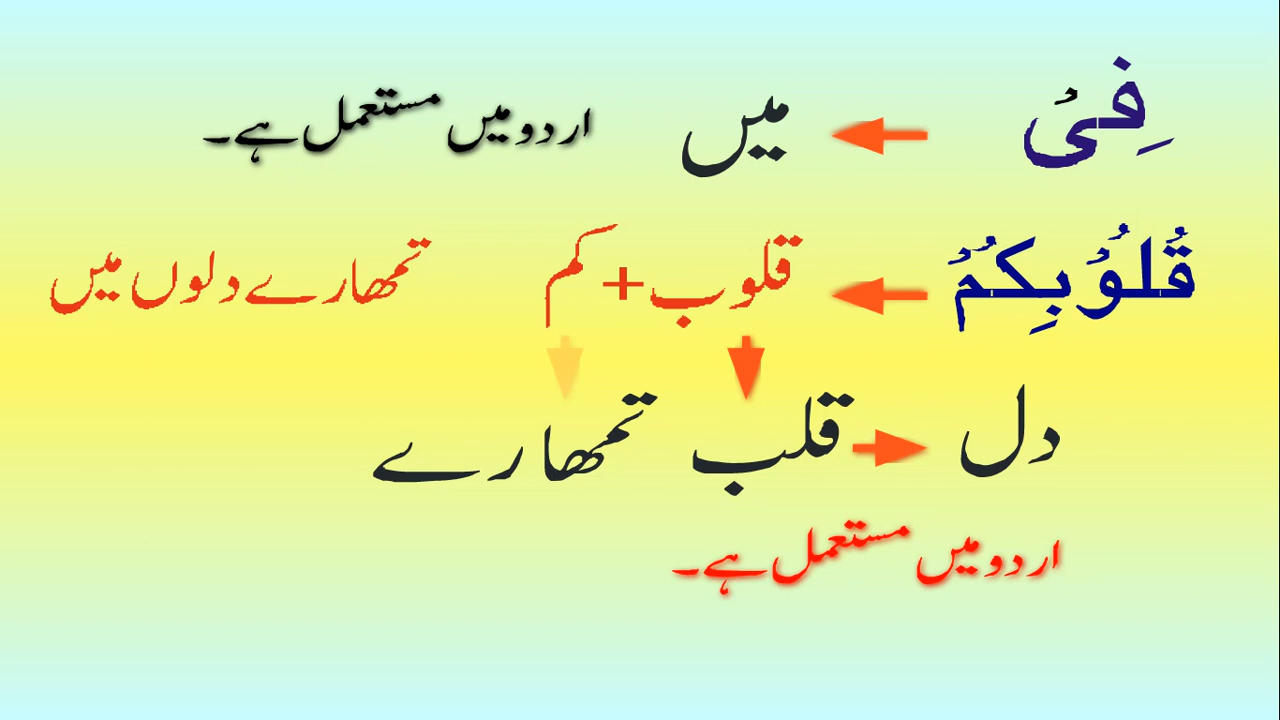 فِیْ میں اردو میں مستعمل ہے۔
قُلُوْبِكُمْ قلوب + کم تمھارے دلوں میں
دل قلب تمھارے
اردو میں مستعمل ہے۔